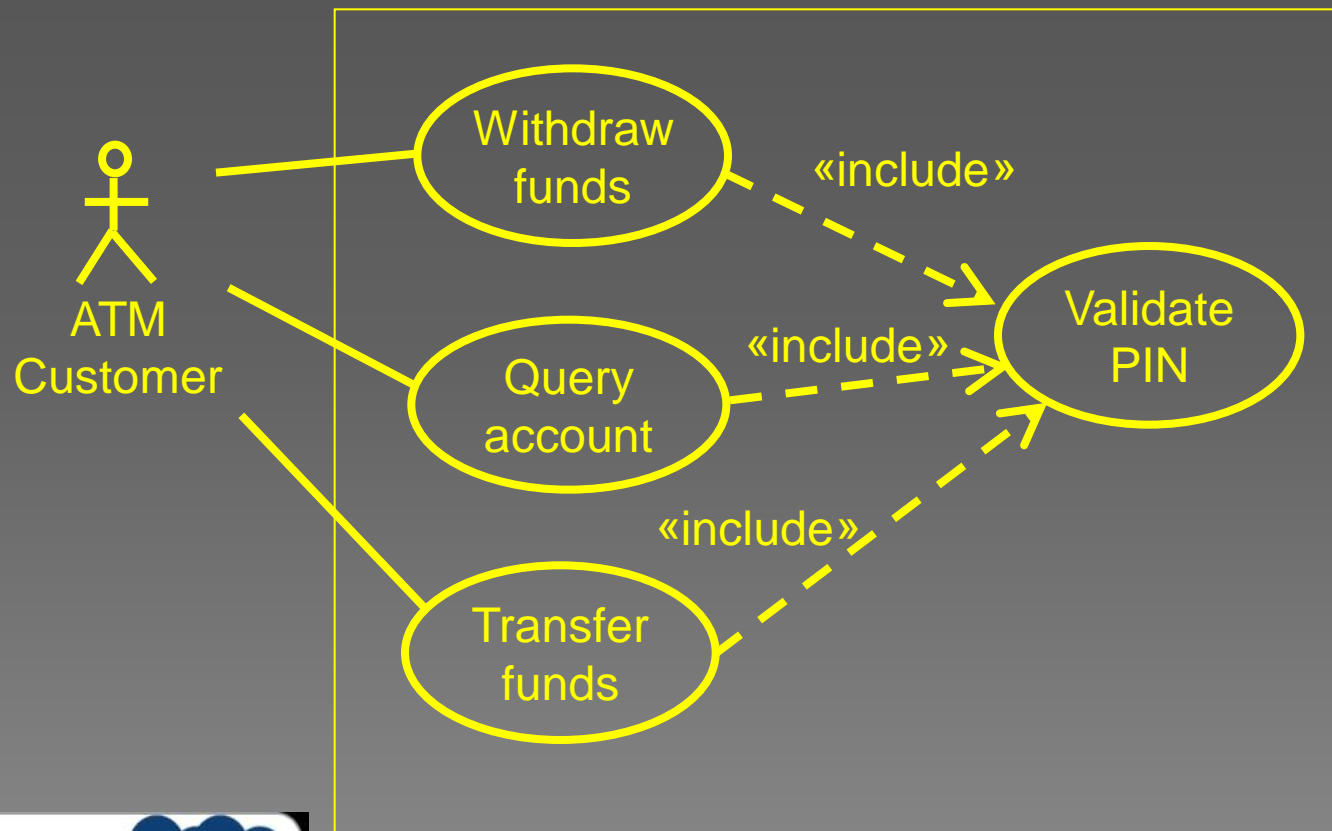 Withdraw
funds
«include»
ATM
Customer
Validate
PIN
«include»
Query
account
«include»
Transfer
funds